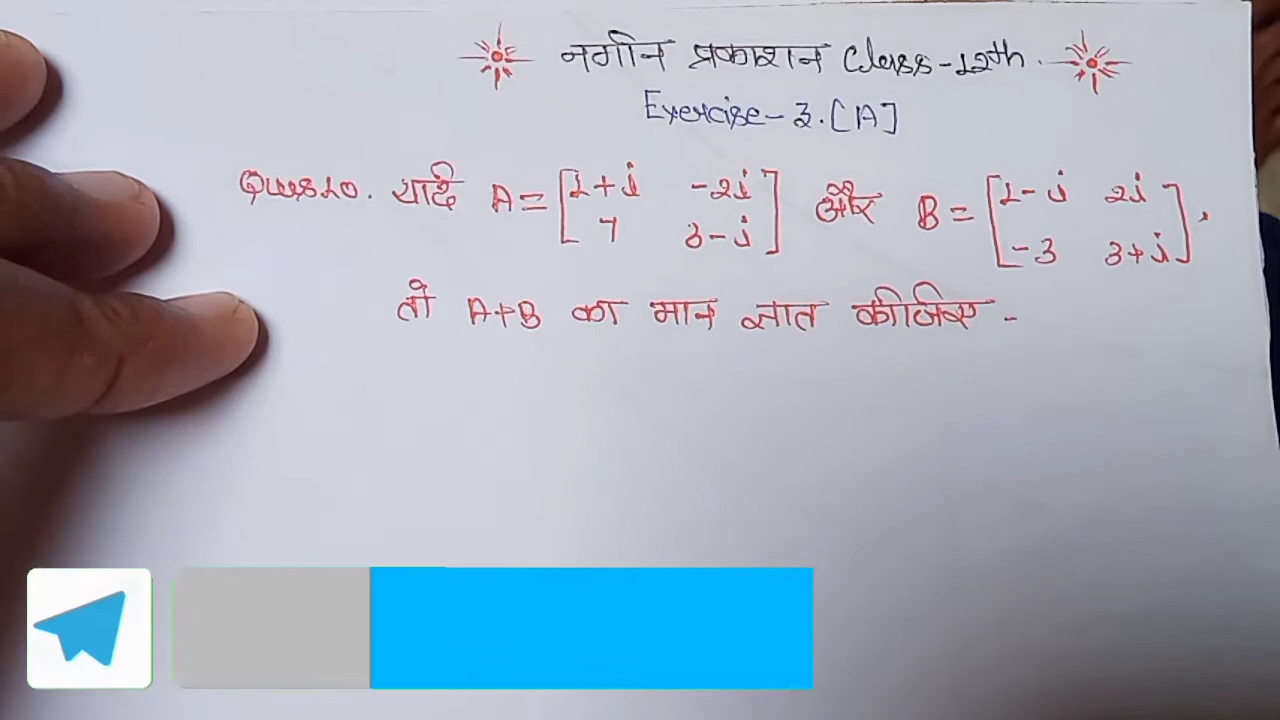 नगीन प्रकाशन Class-12th.
Exercise-3.[A]
Ques10. यदि A=[1+i -2i और B=[1-i 2i
7 3-i] -3 3+i],
तो A+B का मान ज्ञात कीजिए -